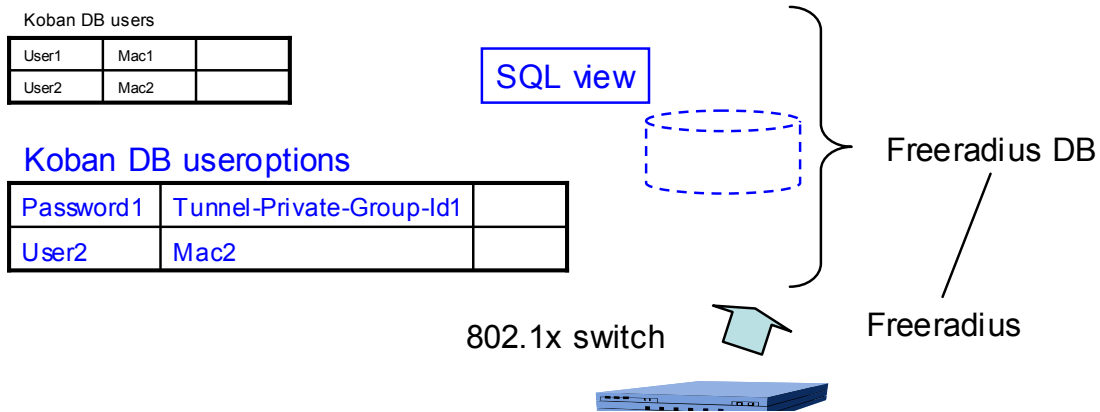 Koban DB users
User1 Mac1
User2 Mac2
SQL view
Koban DB useroptions
Password1 Tunnel-Private-Group-Id1
User2 Mac2
Freeradius DB
Freeradius
802.1x switch